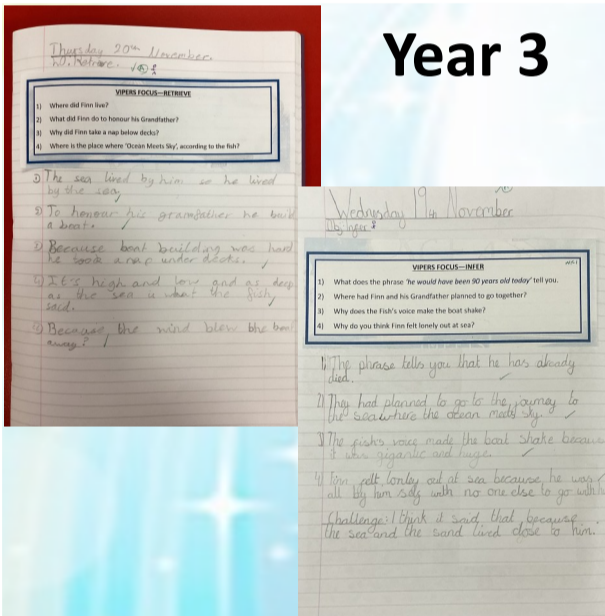 Year 3
Thursday 20th November
LO. Retrieve.
VIPERS FOCUS—RETRIEVE
1) Where did Finn live?
2) What did Finn do to honour his Grandfather?
3) Why did Finn take a nap below decks?
4) Where is the place where 'Ocean Meets Sky', according to the fish?
1) The sea lived by him so he lived
by the sea
2) To honour his grandfather he build
a boat.
3) Because boat building was hard
he took a nap under decks.
4) It's high and low and as deep
as the sea is what the fish
said.
Because the wind blew the boat
away?
Wednesday 19th November
LO: Infer
VIPERS FOCUS—INFER
1) What does the phrase 'he would have been 90 years old today' tell you.
2) Where had Finn and his Grandfather planned to go together?
3) Why does the Fish's voice make the boat shake?
4) Why do you think Finn felt lonely out at sea?
1) The phrase tells you that he has already
died.
2) They had planned to go to the journey to
the sea where the ocean meets sky.
3) The fish's voice made the boat shake because
it was gigantic and huge.
4) Finn felt lonley out at sea because he was
all by him self with no one else to go with
Challenge: I think it said that because
the sea and the sand lived close to him.